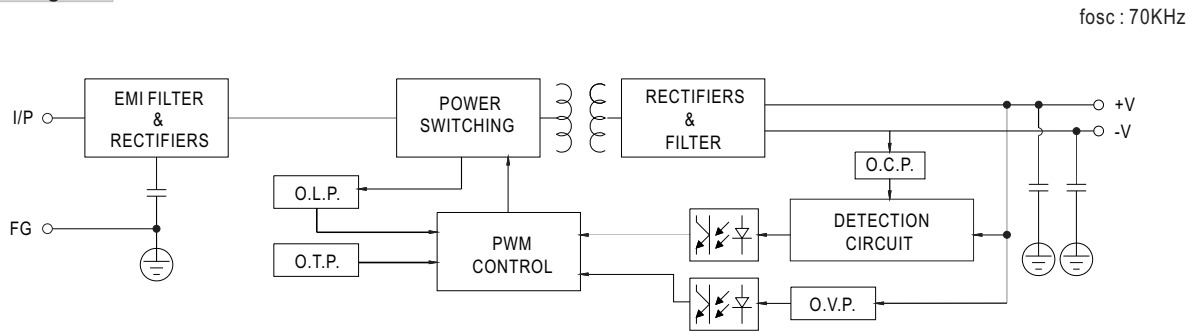 fosc : 70KHz
I/P
EMI FILTER
&
RECTIFIERS
POWER
SWITCHING
RECTIFIERS
&
FILTER
+V
-V
O.C.P.
O.L.P.
FG
DETECTION
CIRCUIT
PWM
CONTROL
O.T.P.
O.V.P.